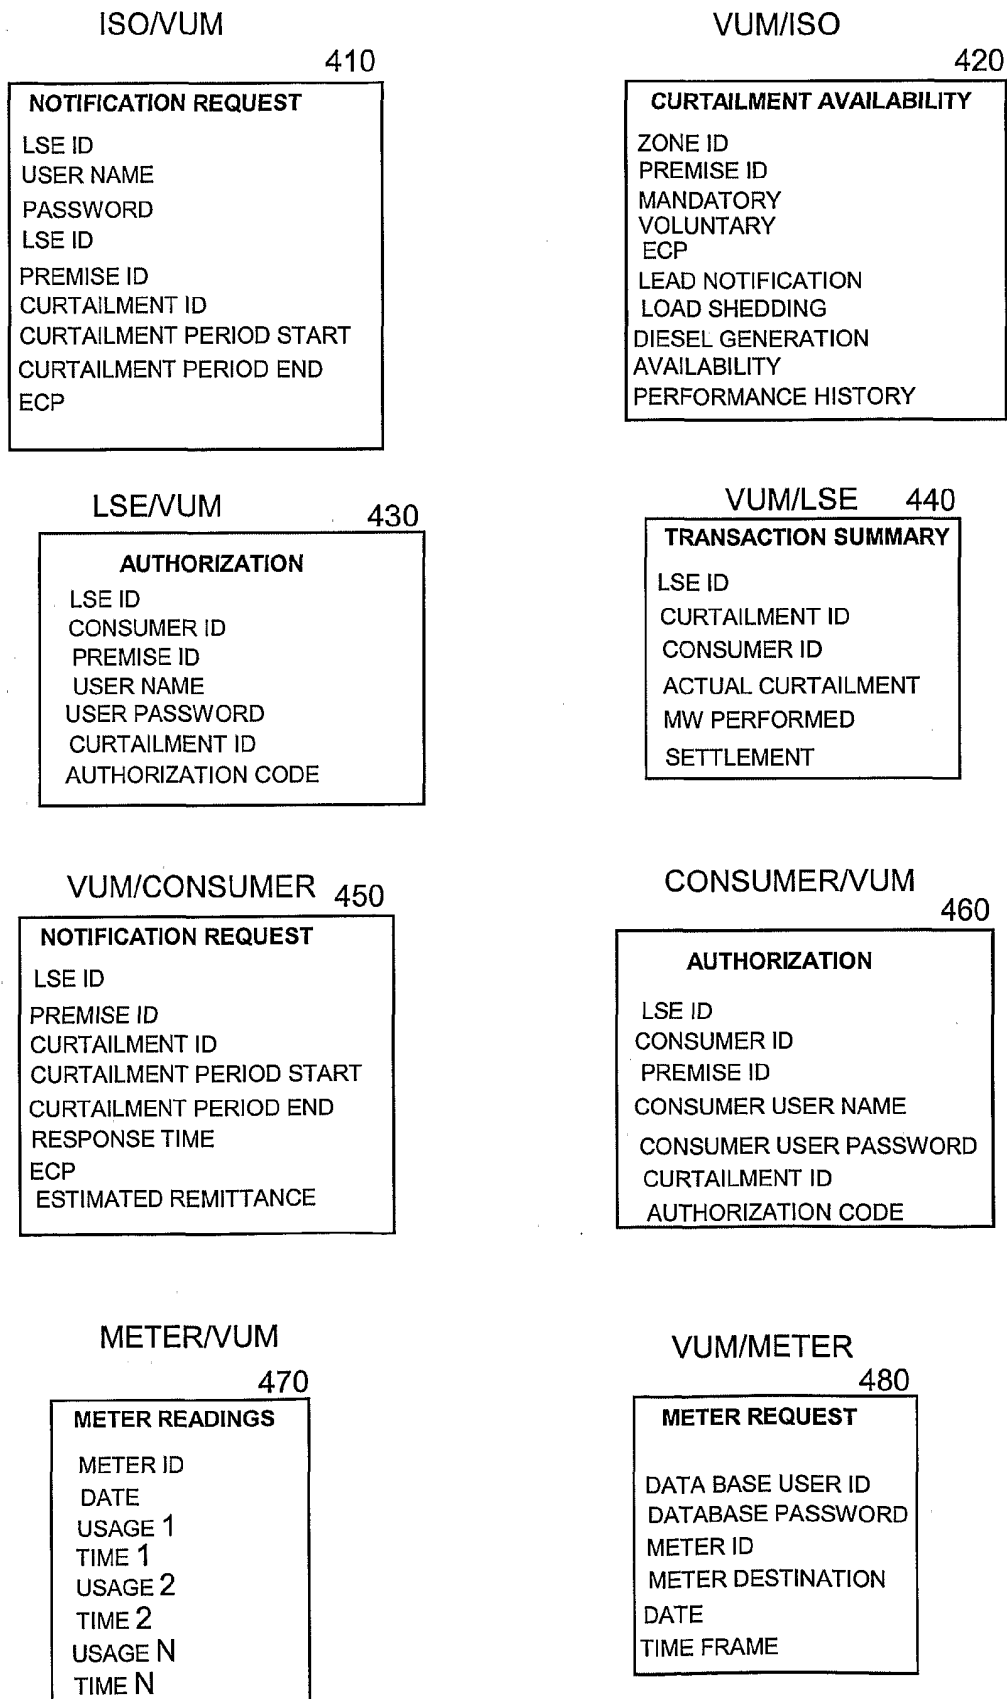 ISO/VUM
410
NOTIFICATION REQUEST
LSE ID
USER NAME
PASSWORD
LSE ID
PREMISE ID
CURTAILMENT ID
CURTAILMENT PERIOD START
CURTAILMENT PERIOD END
ECP
VUM/ISO
420
CURTAILMENT AVAILABILITY
ZONE ID
PREMISE ID
MANDATORY
VOLUNTARY
ECP
LEAD NOTIFICATION
LOAD SHEDDING
DIESEL GENERATION
AVAILABILITY
PERFORMANCE HISTORY
LSE/VUM
430
AUTHORIZATION
LSE ID
CONSUMER ID
PREMISE ID
USER NAME
USER PASSWORD
CURTAILMENT ID
AUTHORIZATION CODE
VUM/LSE
440
TRANSACTION SUMMARY
LSE ID
CURTAILMENT ID
CONSUMER ID
ACTUAL CURTAILMENT
MW PERFORMED
SETTLEMENT
VUM/CONSUMER
450
NOTIFICATION REQUEST
LSE ID
PREMISE ID
CURTAILMENT ID
CURTAILMENT PERIOD START
CURTAILMENT PERIOD END
RESPONSE TIME
ECP
ESTIMATED REMITTANCE
CONSUMER/VUM
460
AUTHORIZATION
LSE ID
CONSUMER ID
PREMISE ID
CONSUMER USER NAME
CONSUMER USER PASSWORD
CURTAILMENT ID
AUTHORIZATION CODE
METER/VUM
470
METER READINGS
METER ID
DATE
USAGE 1
TIME 1
USAGE 2
TIME 2
USAGE N
TIME N
VUM/METER
480
METER REQUEST
DATA BASE USER ID
DATABASE PASSWORD
METER ID
METER DESTINATION
DATE
TIME FRAME